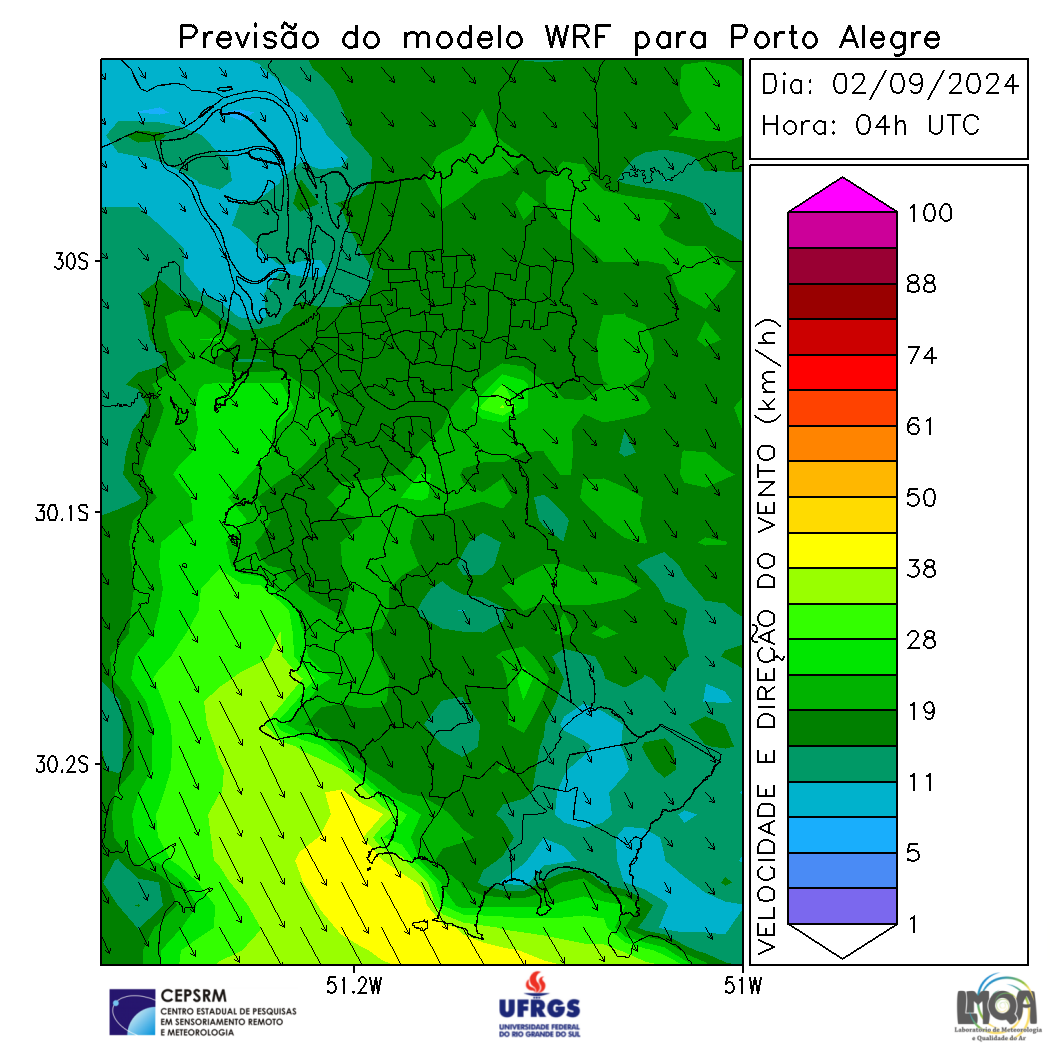 Previsão do modelo WRF para Porto Alegre
Dia: 02/09/2024
Hora: 04h UTC
30S
30.1S
30.2S
51.2W
51W
VELOCIDADE E DIREÇÃO DO VENTO (km/h)
100
88
74
61
50
38
28
19
11
5
1
CEPSRM
CENTRO ESTADUAL DE PESQUISAS
EM SENSORIAMENTO REMOTO
E METEOROLOGIA
UFRGS
UNIVERSIDADE FEDERAL
DO RIO GRANDE DO SUL
LMQA
Laboratório de Meteorologia
e Qualidade do Ar